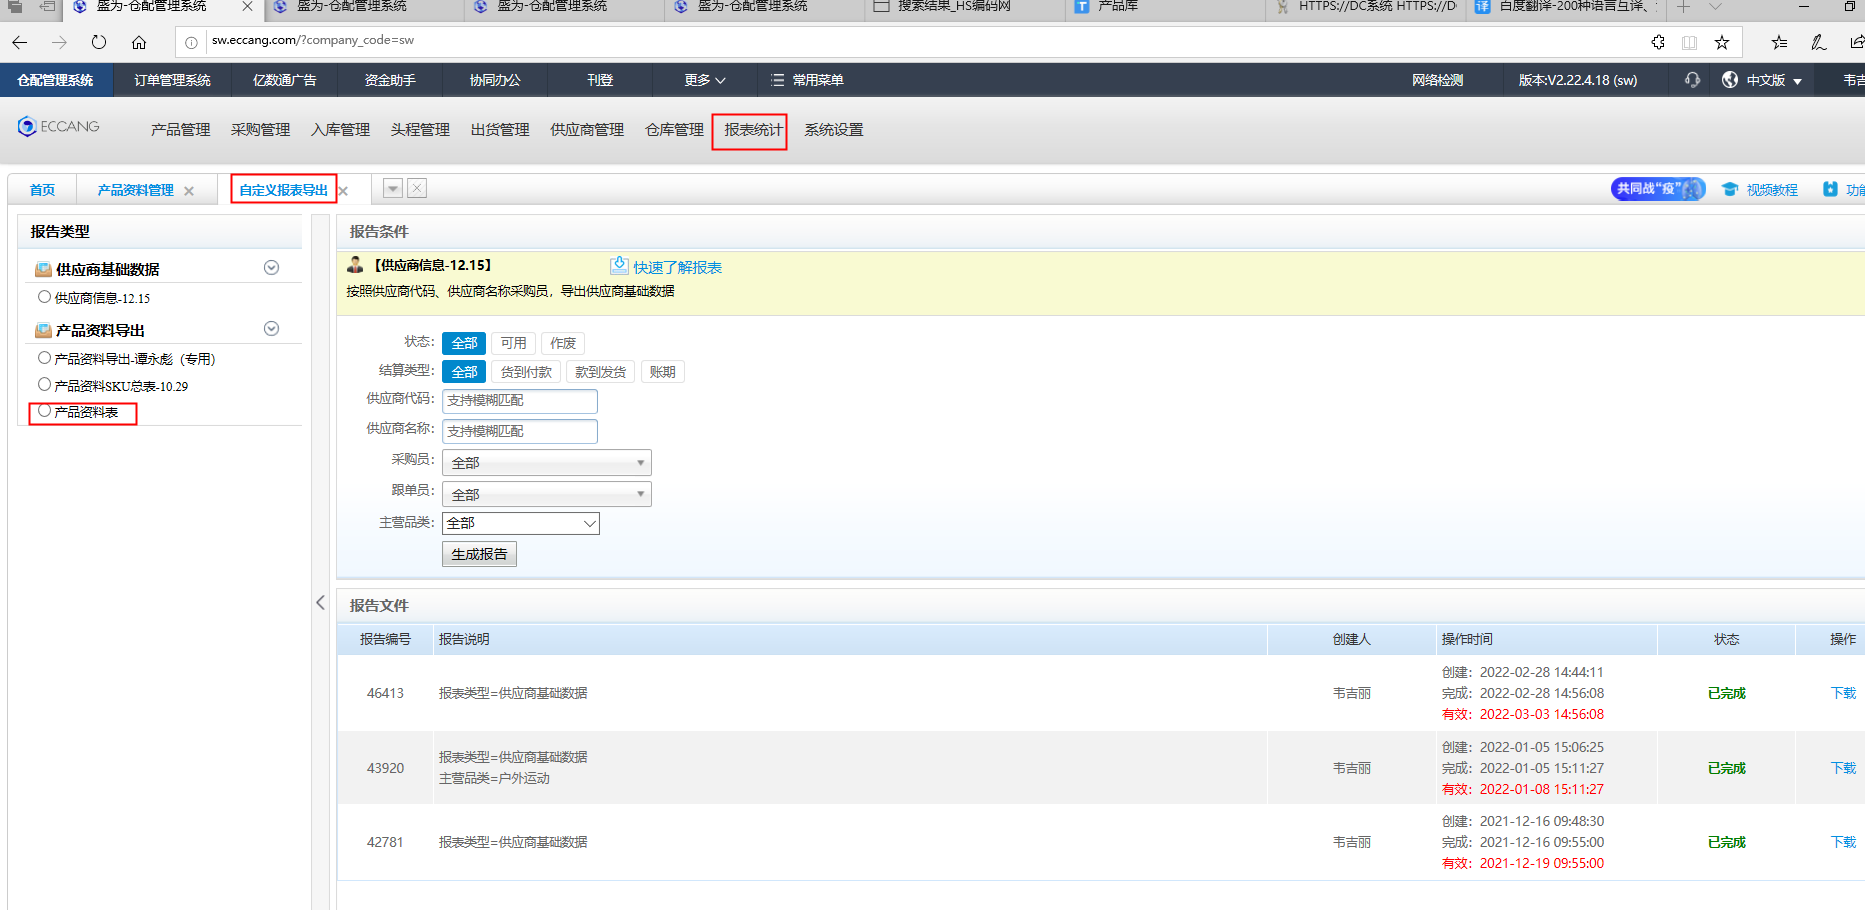 盛为-仓配管理系统
盛为-仓配管理系统
盛为-仓配管理系统
盛为-仓配管理系统
搜索结果_HS编码网
产品库
HTTPS://DC系统 HTTPS://D
百度翻译-200种语言互译、
sw.eccang.com/?company_code=sw
仓配管理系统
订单管理系统
亿数通广告
资金助手
协同办公
刊登
更多
常用菜单
网络检测
版本:V2.22.4.18 (sw)
中文版
韦吉
ECCANG
产品管理
采购管理
入库管理
头程管理
出货管理
供应商管理
仓库管理
报表统计
系统设置
首页
产品资料管理
自定义报表导出
共同战“疫”
视频教程
功能
报告类型
供应商基础数据
供应商信息-12.15
产品资料导出
产品资料导出-谭永彪（专用）
产品资料SKU总表-10.29
产品资料表
报告条件
【供应商信息-12.15】
快速了解报表
按照供应商代码、供应商名称采购员，导出供应商基础数据
状态:
全部
可用
作废
结算类型:
全部
货到付款
款到发货
账期
供应商代码:
支持模糊匹配
供应商名称:
支持模糊匹配
采购员:
全部
跟单员:
全部
主营品类:
全部
生成报告
报告文件
报告编号
报告说明
创建人
操作时间
状态
操作
46413
报表类型=供应商基础数据
韦吉丽
创建：2022-02-28 14:44:11
完成：2022-02-28 14:56:08
有效：2022-03-03 14:56:08
已完成
下载
43920
报表类型=供应商基础数据
主营品类=户外运动
韦吉丽
创建：2022-01-05 15:06:25
完成：2022-01-05 15:11:27
有效：2022-01-08 15:11:27
已完成
下载
42781
报表类型=供应商基础数据
韦吉丽
创建：2021-12-16 09:48:30
完成：2021-12-16 09:55:00
有效：2021-12-19 09:55:00
已完成
下载